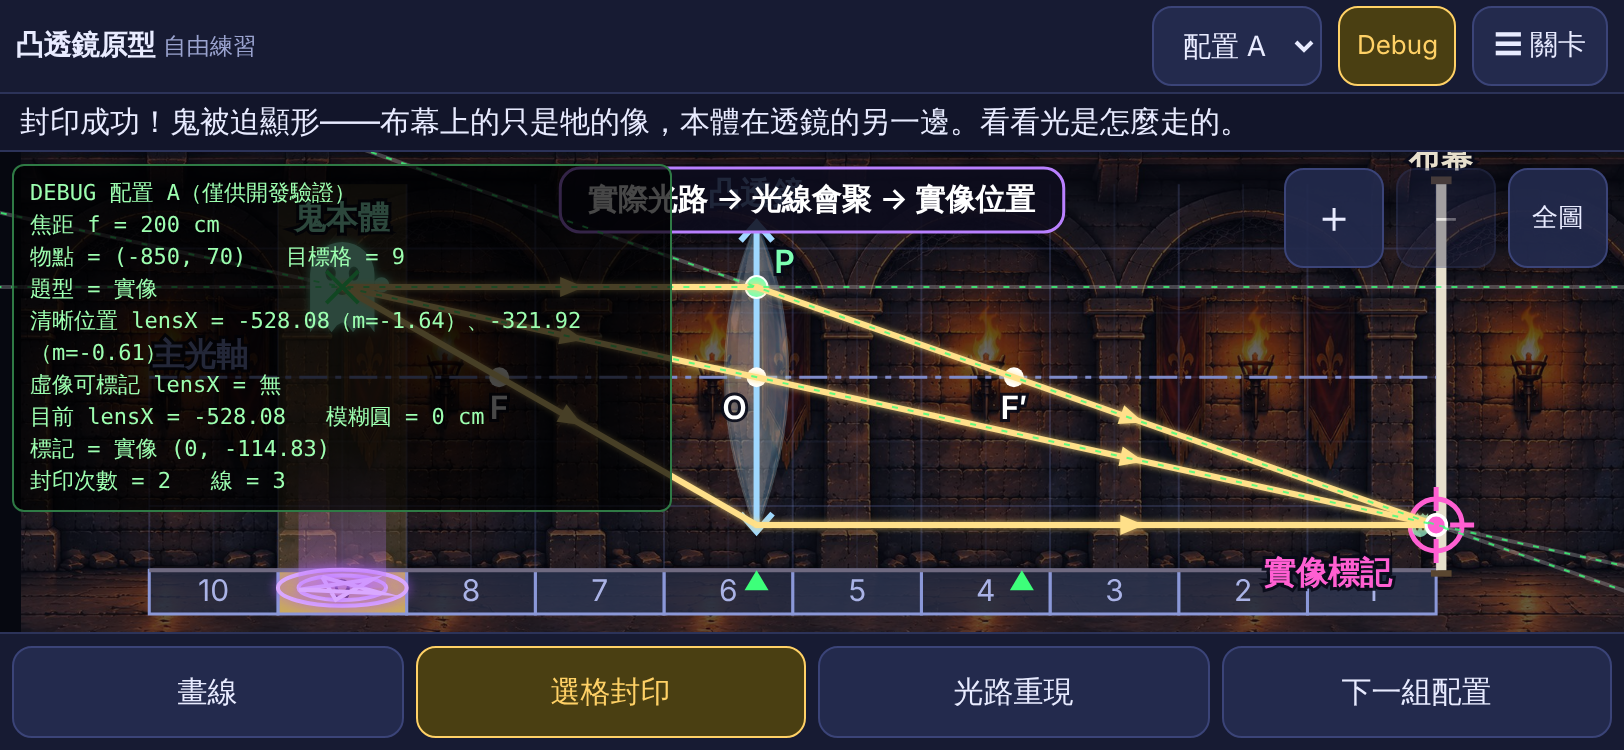 凸透鏡原型 自由練習
配置 A
Debug
☰ 關卡
封印成功！鬼被迫顯形——布幕上的只是牠的像，本體在透鏡的另一邊。看看光是怎麼走的。
布幕
DEBUG 配置 A（僅供開發驗證）
焦距 f = 200 cm
物點 = (-850, 70) 目標格 = 9
題型 = 實像
清晰位置 lensX = -528.08（m=-1.64）、-321.92
（m=-0.61）
虛像可標記 lensX = 無
目前 lensX = -528.08 模糊圓 = 0 cm
標記 = 實像 (0, -114.83)
封印次數 = 2 線 = 3
鬼本體
主光軸
實際光路 → 光線會聚 → 實像位置
+
−
全圖
P
F
O
F′
實像標記
10 8 7 6 5 4 3 2 1
畫線
選格封印
光路重現
下一組配置